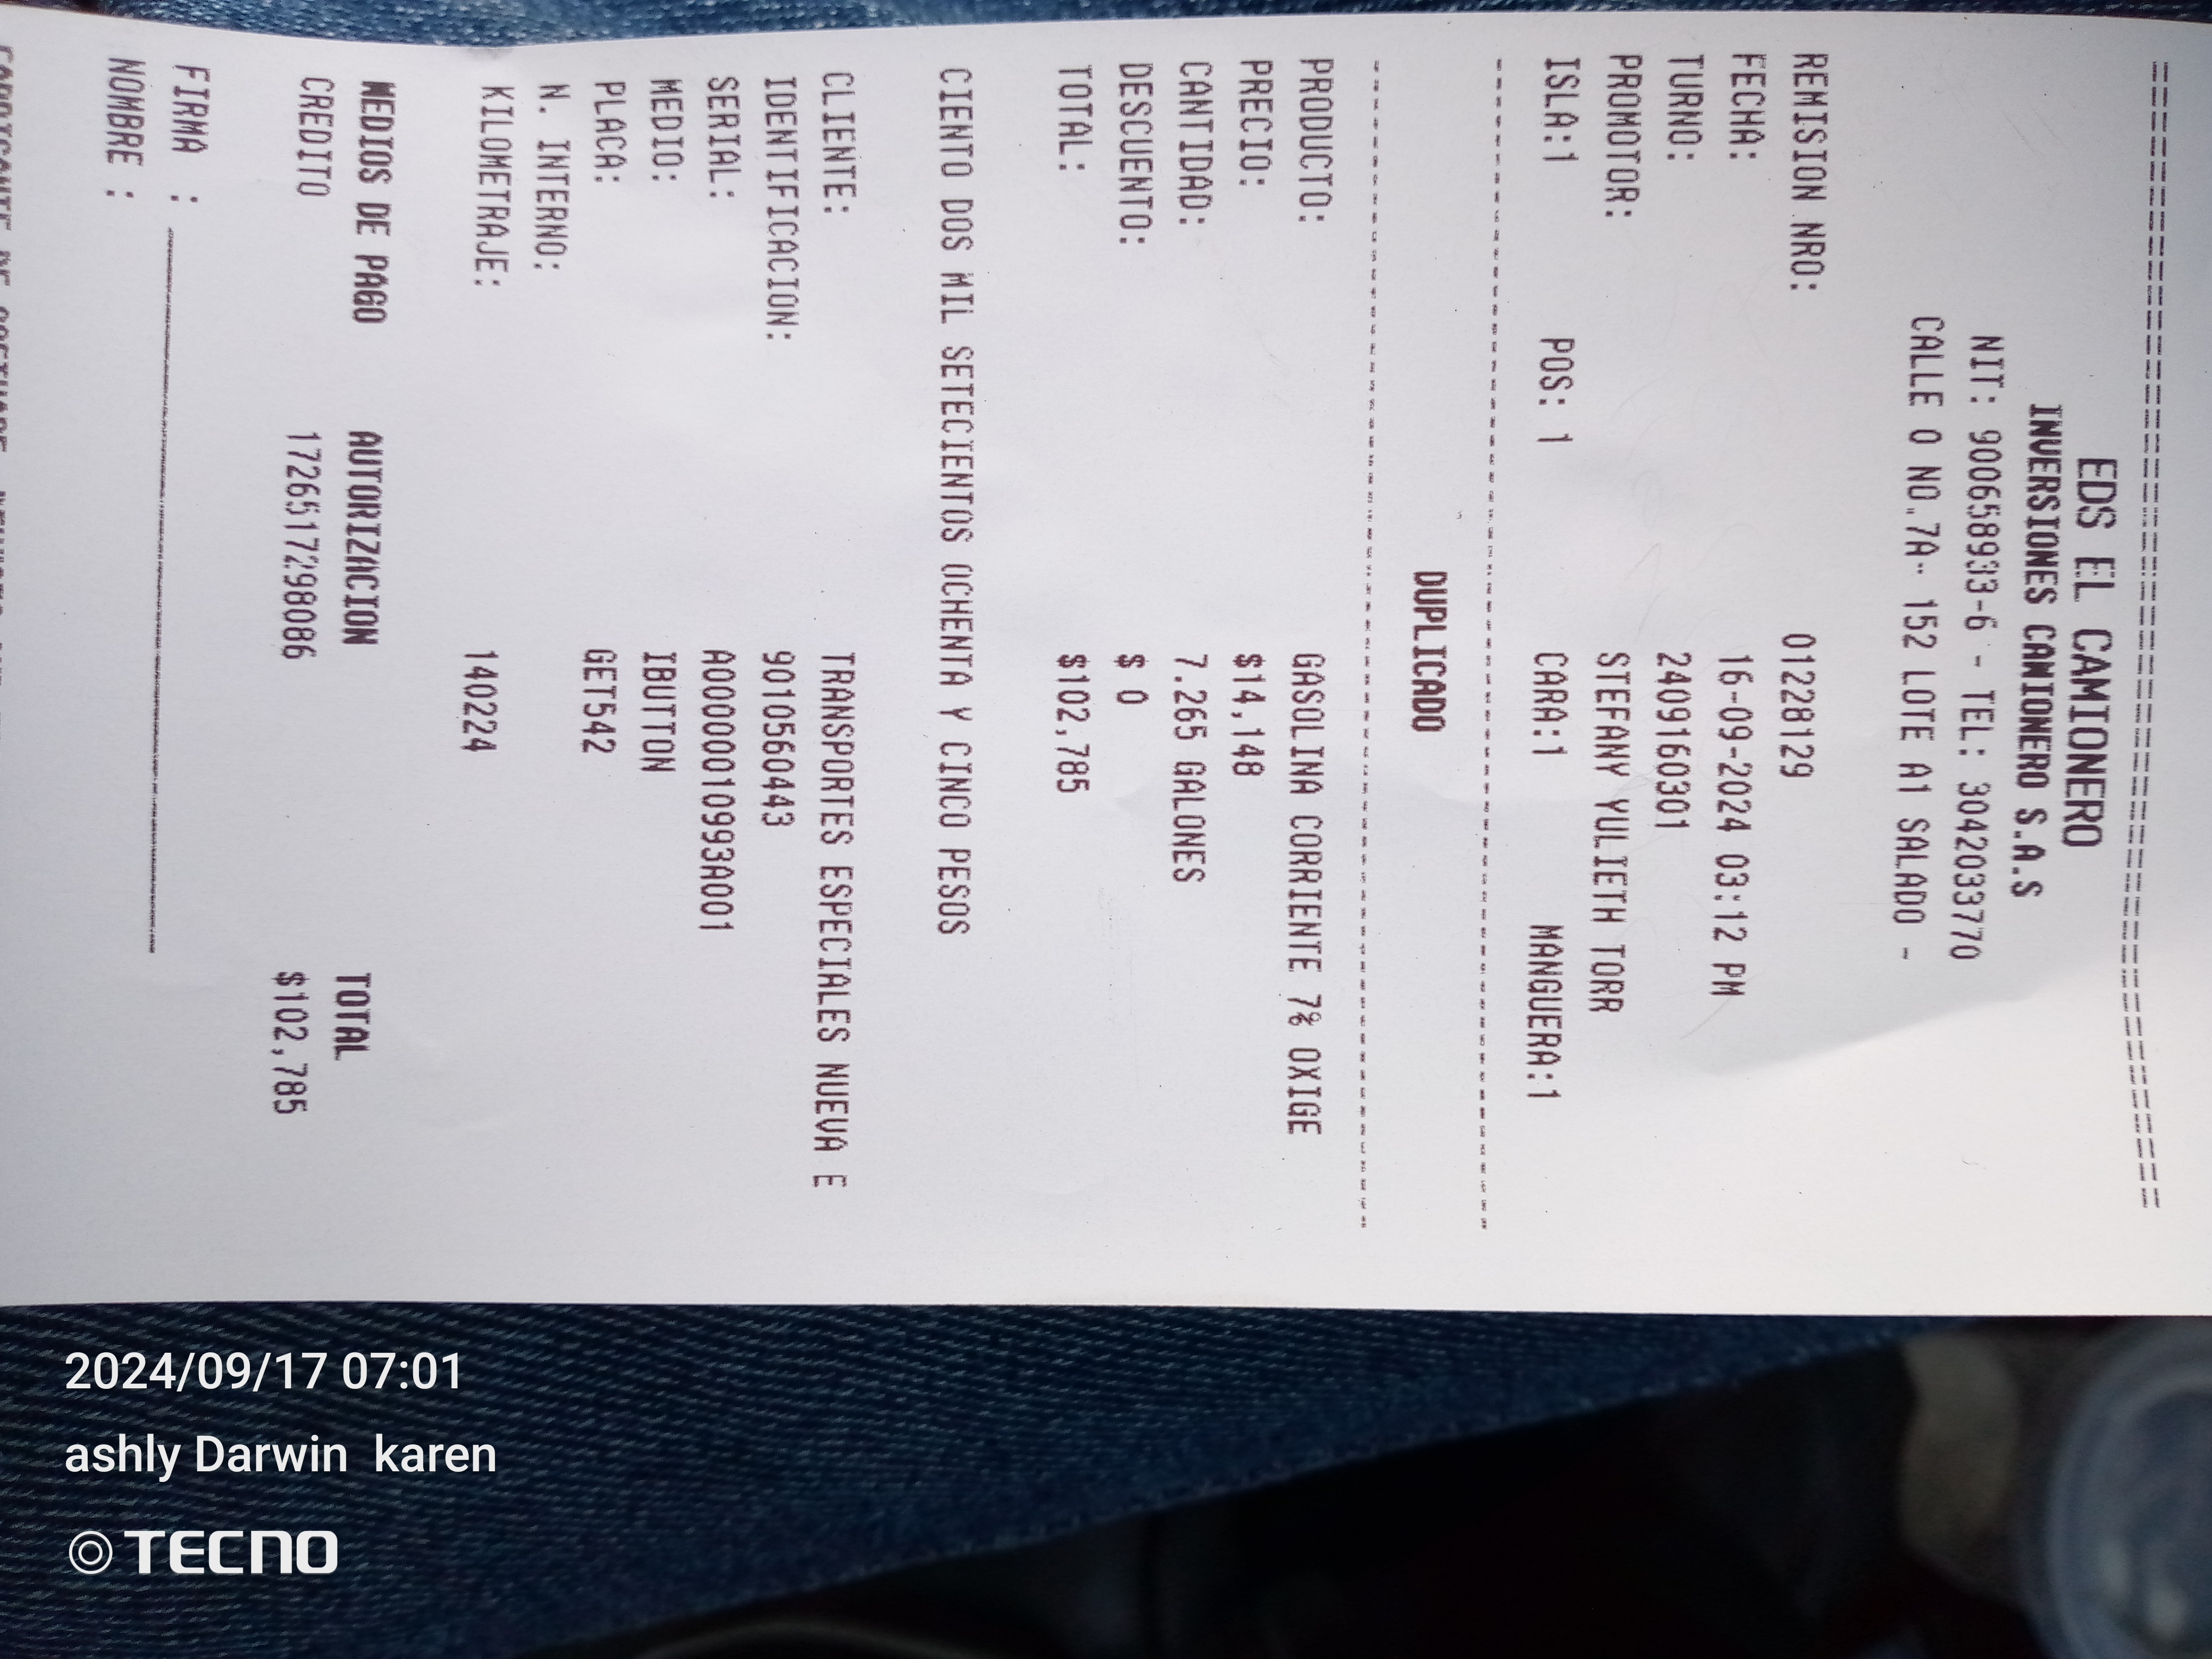 ================================================
EDS EL CAMIONERO
INVERSIONES CAMIONERO S.A.S
NIT: 900658933-6 - TEL: 3042033770
CALLE 0 NO.7A- 152 LOTE A1 SALADO -
REMISION NRO: 01228129
FECHA: 16-09-2024 03:12 PM
TURNO: 2409160301
PROMOTOR: STEFANY YULIETH TORR
ISLA:1 POS: 1 CARA:1 MANGUERA:1
------------------------------------------------
DUPLICADO
------------------------------------------------
PRODUCTO: GASOLINA CORRIENTE 7% OXIGE
PRECIO: $14,148
CANTIDAD: 7.265 GALONES
DESCUENTO: $ 0
TOTAL: $102,785
CIENTO DOS MIL SETECIENTOS OCHENTA Y CINCO PESOS
CLIENTE: TRANSPORTES ESPECIALES NUEVA E
IDENTIFICACION: 9010560443
SERIAL: A00000010993A001
MEDIO: IBUTTON
PLACA: GET542
N. INTERNO:
KILOMETRAJE: 140224
MEDIOS DE PAGO AUTORIZACION TOTAL
CREDITO 1726517298086 $102,785
FIRMA :
NOMBRE :
2024/09/17 07:01
ashly Darwin karen
TECNO